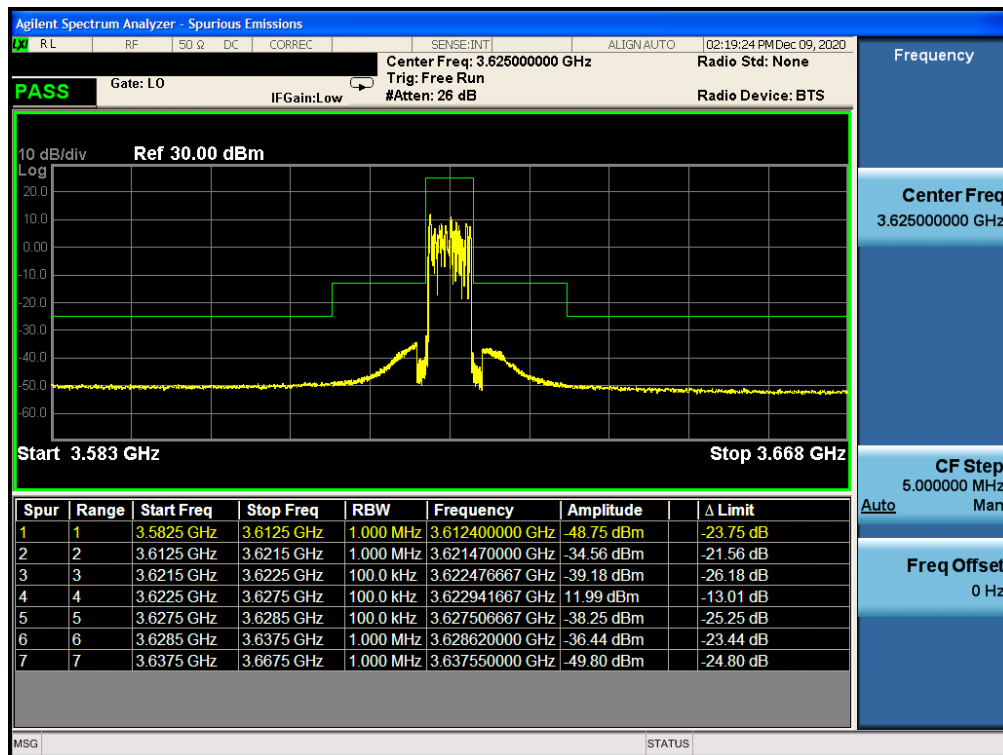 Agilent Spectrum Analyzer - Spurious Emissions
LXI RL RF 50 Ω DC CORREC SENSE:INT ALIGN AUTO 02:19:24 PM Dec 09, 2020
Frequency
PASS Gate: LO IFGain:Low
Center Freq: 3.625000000 GHz Radio Std: None
Trig: Free Run
#Atten: 26 dB Radio Device: BTS
10 dB/div Ref 30.00 dBm
Log
20.0
10.0
0.00
-10.0
-20.0
-30.0
-40.0
-50.0
-60.0
Start 3.583 GHz Stop 3.668 GHz
Spur Range Start Freq Stop Freq RBW Frequency Amplitude Δ Limit
1 1 3.5825 GHz 3.6125 GHz 1.000 MHz 3.612400000 GHz -48.75 dBm -23.75 dB
2 2 3.6125 GHz 3.6215 GHz 1.000 MHz 3.621470000 GHz -34.56 dBm -21.56 dB
3 3 3.6215 GHz 3.6225 GHz 100.0 kHz 3.622476667 GHz -39.18 dBm -26.18 dB
4 4 3.6225 GHz 3.6275 GHz 100.0 kHz 3.622941667 GHz 11.99 dBm -13.01 dB
5 5 3.6275 GHz 3.6285 GHz 100.0 kHz 3.627506667 GHz -38.25 dBm -25.25 dB
6 6 3.6285 GHz 3.6375 GHz 1.000 MHz 3.628620000 GHz -36.44 dBm -23.44 dB
7 7 3.6375 GHz 3.6675 GHz 1.000 MHz 3.637550000 GHz -49.80 dBm -24.80 dB
Center Freq
3.625000000 GHz
CF Step
5.000000 MHz
Auto Man
Freq Offset
0 Hz
MSG STATUS